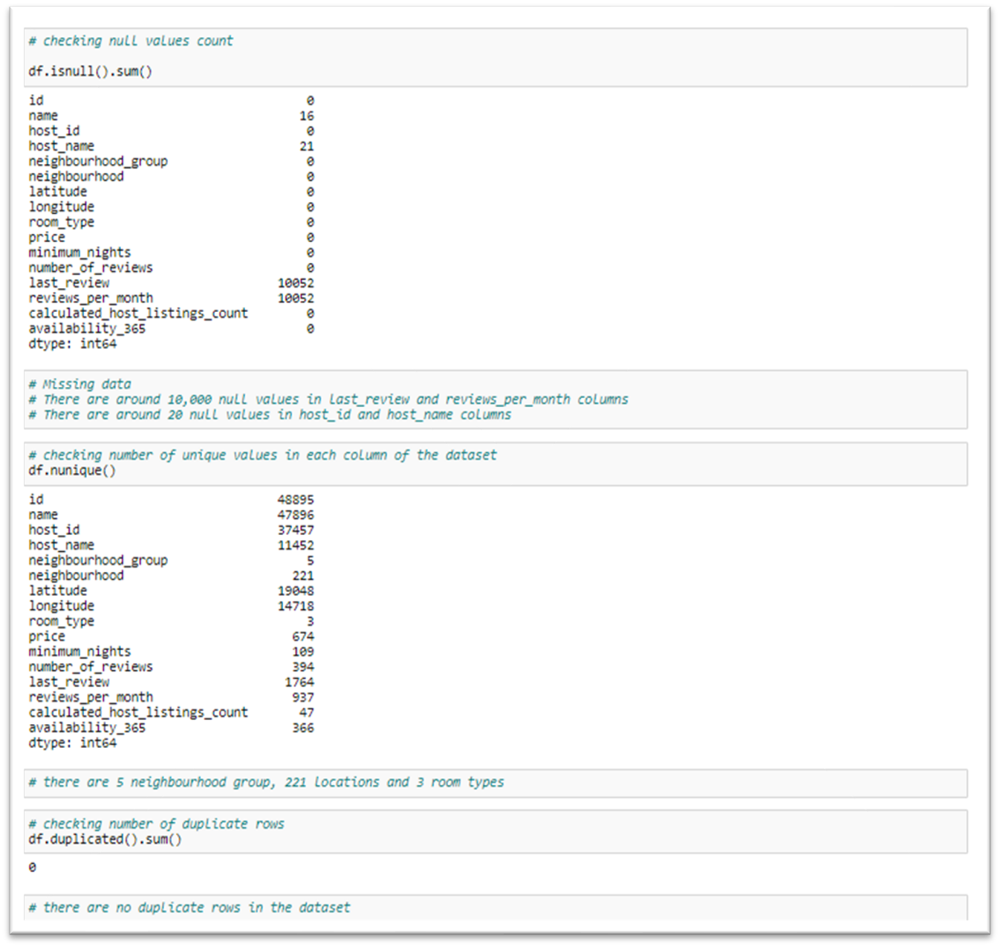 # checking null values count
df.isnull().sum()
id 0
name 16
host_id 0
host_name 21
neighbourhood_group 0
neighbourhood 0
latitude 0
longitude 0
room_type 0
price 0
minimum_nights 0
number_of_reviews 0
last_review 10052
reviews_per_month 10052
calculated_host_listings_count 0
availability_365 0
dtype: int64
# Missing data
# There are around 10,000 null values in last_review and reviews_per_month columns
# There are around 20 null values in host_id and host_name columns
# checking number of unique values in each column of the dataset
df.nunique()
id 48895
name 47896
host_id 37457
host_name 11452
neighbourhood_group 5
neighbourhood 221
latitude 19048
longitude 14718
room_type 3
price 674
minimum_nights 109
number_of_reviews 394
last_review 1764
reviews_per_month 937
calculated_host_listings_count 47
availability_365 366
dtype: int64
# there are 5 neighbourhood group, 221 locations and 3 room types
# checking number of duplicate rows
df.duplicated().sum()
0
# there are no duplicate rows in the dataset